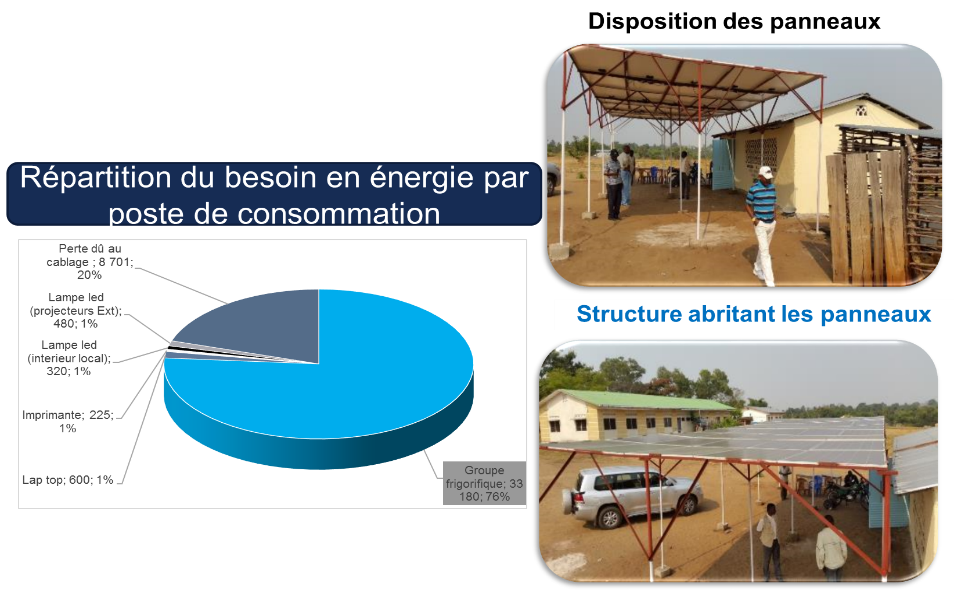 Disposition des panneaux
Répartition du besoin en énergie par
poste de consommation
Perte dû au
cablage ; 8 701;
20%
Lampe led
(projecteurs Ext);
480; 1%
Lampe led
(interieur local);
320; 1%
Imprimante; 225;
1%
Lap top; 600; 1%
Groupe
frigorifique; 33
180; 76%
Structure abritant les panneaux